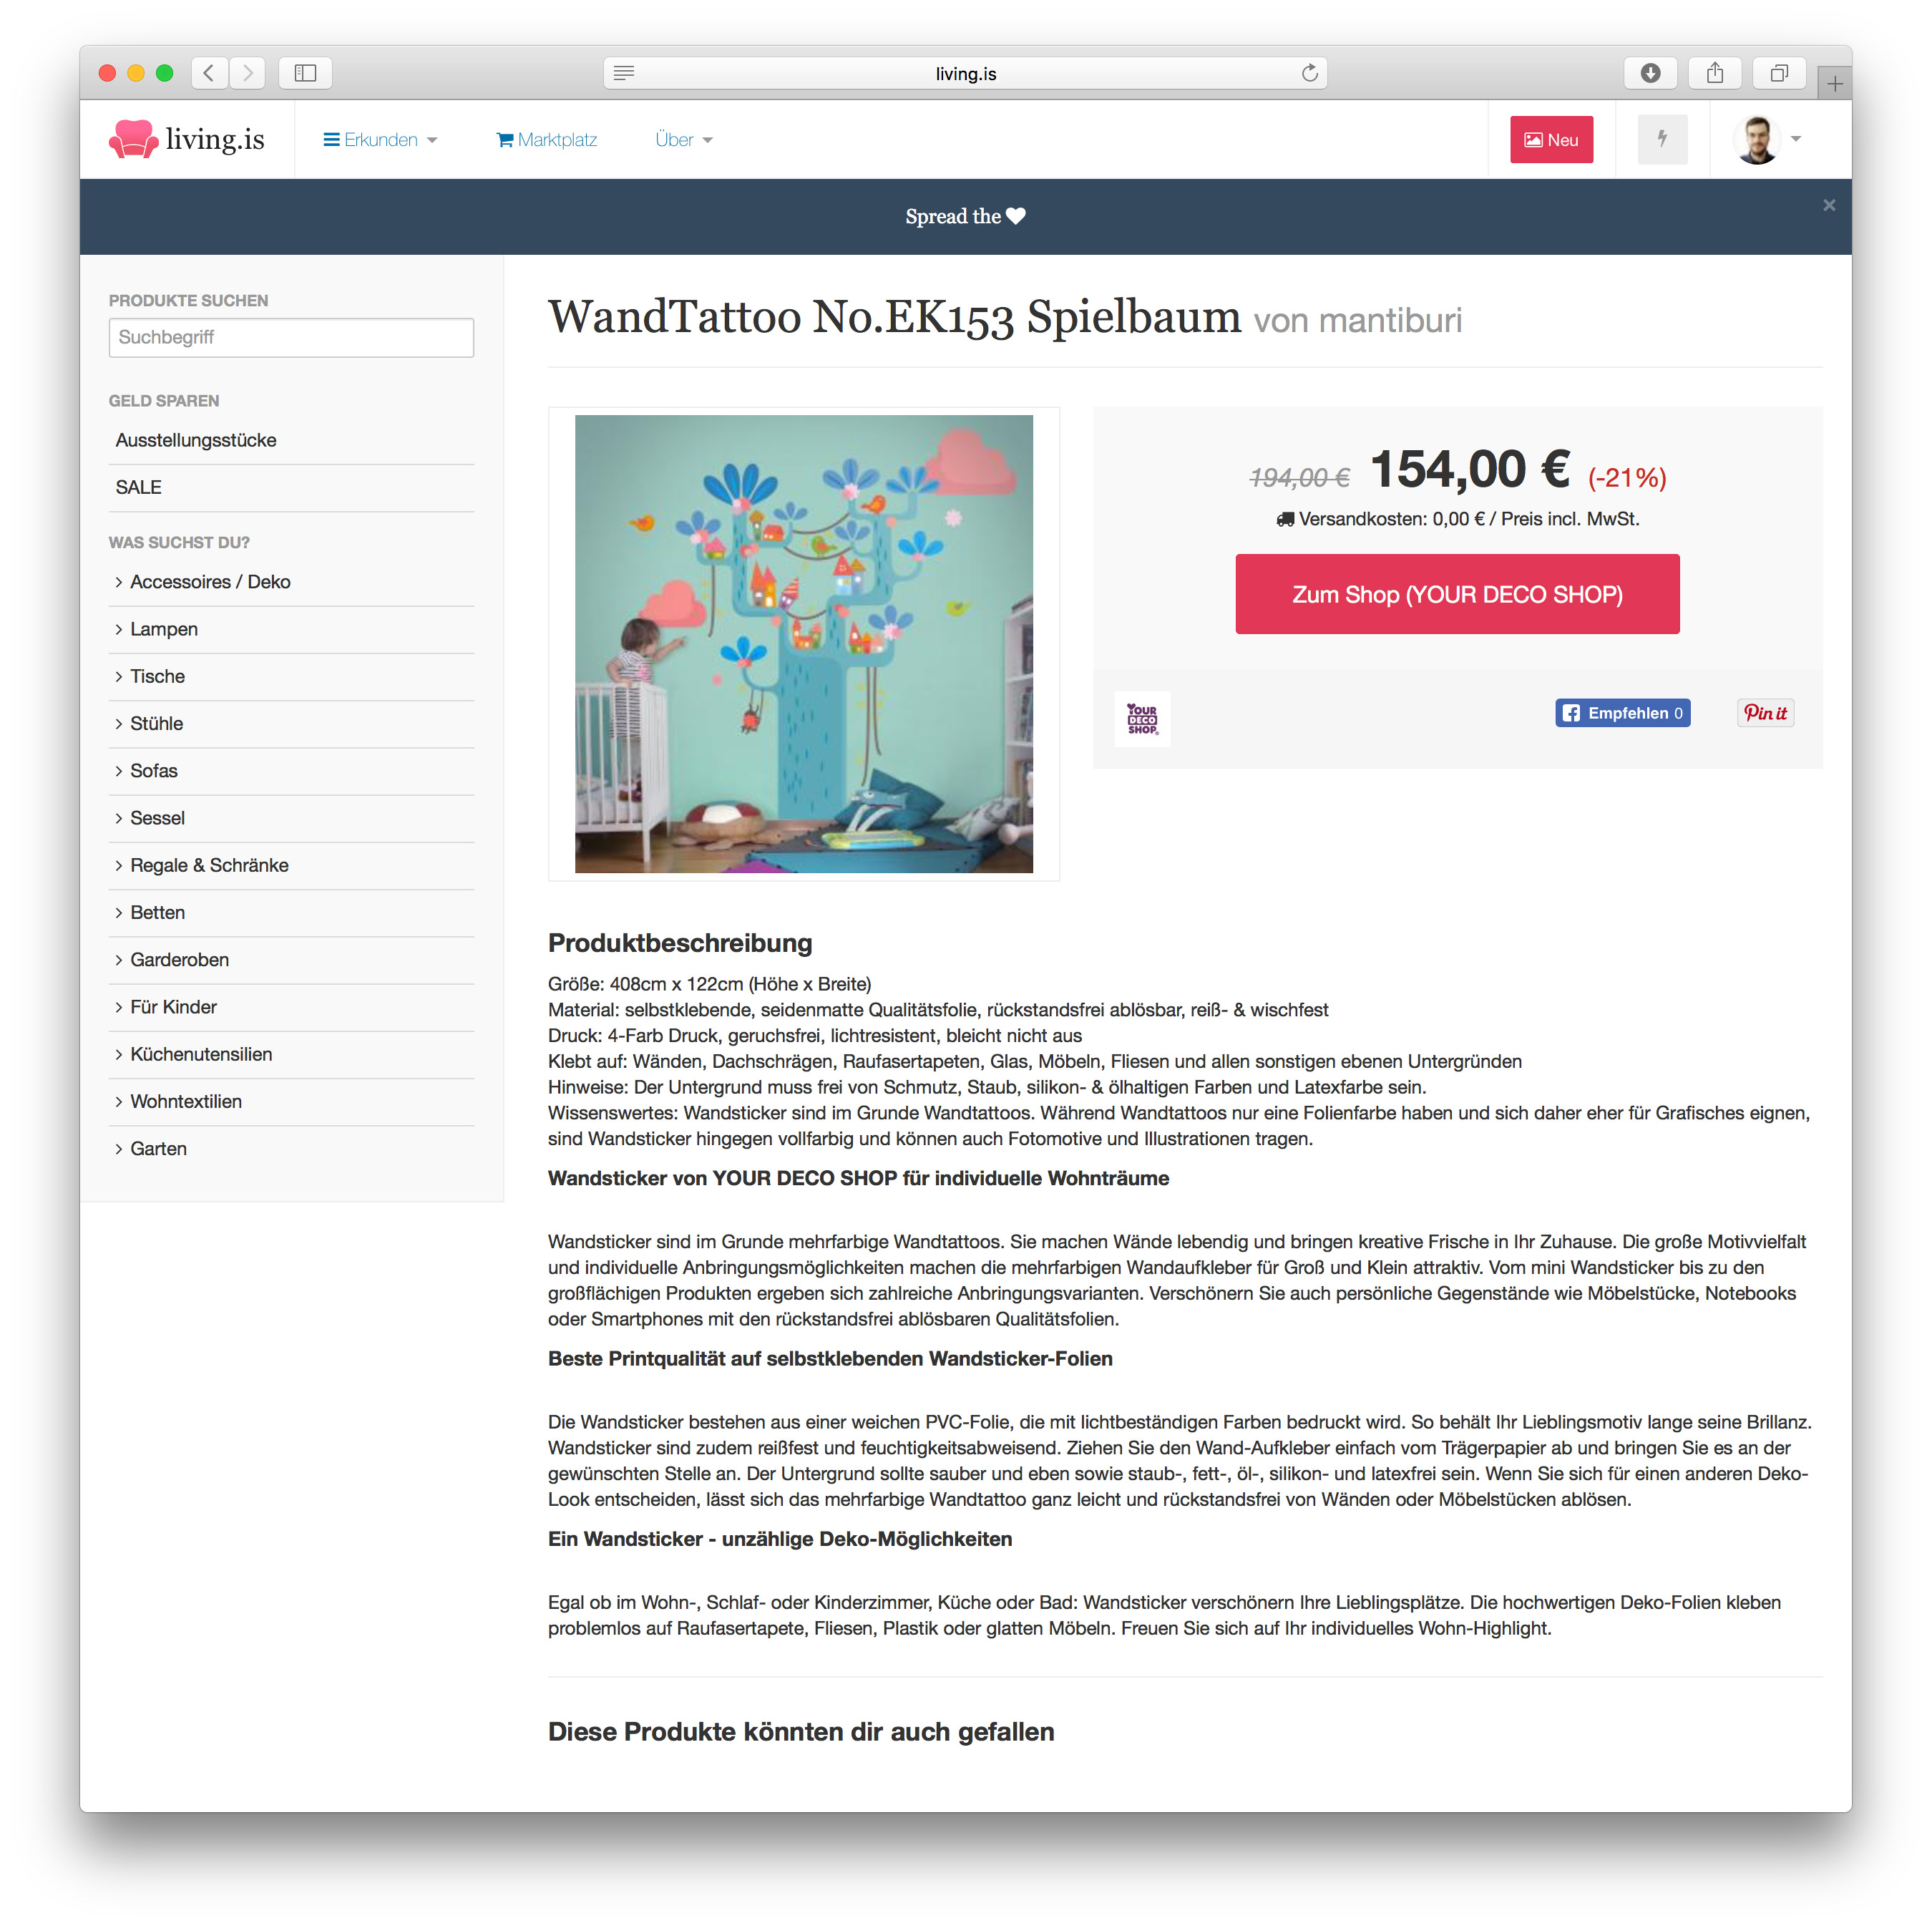 living.is
living.is
Erkunden
Marktplatz
Über
Neu
Spread the
PRODUKTE SUCHEN
Suchbegriff
GELD SPAREN
Ausstellungsstücke
SALE
WAS SUCHST DU?
Accessoires / Deko
Lampen
Tische
Stühle
Sofas
Sessel
Regale & Schränke
Betten
Garderoben
Für Kinder
Küchenutensilien
Wohntextilien
Garten
WandTattoo No.EK153 Spielbaum von mantiburi
194,00 € 154,00 € (-21%)
Versandkosten: 0,00 € / Preis incl. MwSt.
Zum Shop (YOUR DECO SHOP)
YOUR
DECO
SHOP.
Empfehlen 0
Pin it
Produktbeschreibung
Größe: 408cm x 122cm (Höhe x Breite)
Material: selbstklebende, seidenmatte Qualitätsfolie, rückstandsfrei ablösbar, reiß- & wischfest
Druck: 4-Farb Druck, geruchsfrei, lichtresistent, bleicht nicht aus
Klebt auf: Wänden, Dachschrägen, Raufasertapeten, Glas, Möbeln, Fliesen und allen sonstigen ebenen Untergründen
Hinweise: Der Untergrund muss frei von Schmutz, Staub, silikon- & ölhaltigen Farben und Latexfarbe sein.
Wissenswertes: Wandsticker sind im Grunde Wandtattoos. Während Wandtattoos nur eine Folienfarbe haben und sich daher eher für Grafisches eignen,
sind Wandsticker hingegen vollfarbig und können auch Fotomotive und Illustrationen tragen.
Wandsticker von YOUR DECO SHOP für individuelle Wohnträume
Wandsticker sind im Grunde mehrfarbige Wandtattoos. Sie machen Wände lebendig und bringen kreative Frische in Ihr Zuhause. Die große Motivvielfalt
und individuelle Anbringungsmöglichkeiten machen die mehrfarbigen Wandaufkleber für Groß und Klein attraktiv. Vom mini Wandsticker bis zu den
großflächigen Produkten ergeben sich zahlreiche Anbringungsvarianten. Verschönern Sie auch persönliche Gegenstände wie Möbelstücke, Notebooks
oder Smartphones mit den rückstandsfrei ablösbaren Qualitätsfolien.
Beste Printqualität auf selbstklebenden Wandsticker-Folien
Die Wandsticker bestehen aus einer weichen PVC-Folie, die mit lichtbeständigen Farben bedruckt wird. So behält Ihr Lieblingsmotiv lange seine Brillanz.
Wandsticker sind zudem reißfest und feuchtigkeitsabweisend. Ziehen Sie den Wand-Aufkleber einfach vom Trägerpapier ab und bringen Sie es an der
gewünschten Stelle an. Der Untergrund sollte sauber und eben sowie staub-, fett-, öl-, silikon- und latexfrei sein. Wenn Sie sich für einen anderen Deko-
Look entscheiden, lässt sich das mehrfarbige Wandtattoo ganz leicht und rückstandsfrei von Wänden oder Möbelstücken ablösen.
Ein Wandsticker - unzählige Deko-Möglichkeiten
Egal ob im Wohn-, Schlaf- oder Kinderzimmer, Küche oder Bad: Wandsticker verschönern Ihre Lieblingsplätze. Die hochwertigen Deko-Folien kleben
problemlos auf Raufasertapete, Fliesen, Plastik oder glatten Möbeln. Freuen Sie sich auf Ihr individuelles Wohn-Highlight.
Diese Produkte könnten dir auch gefallen